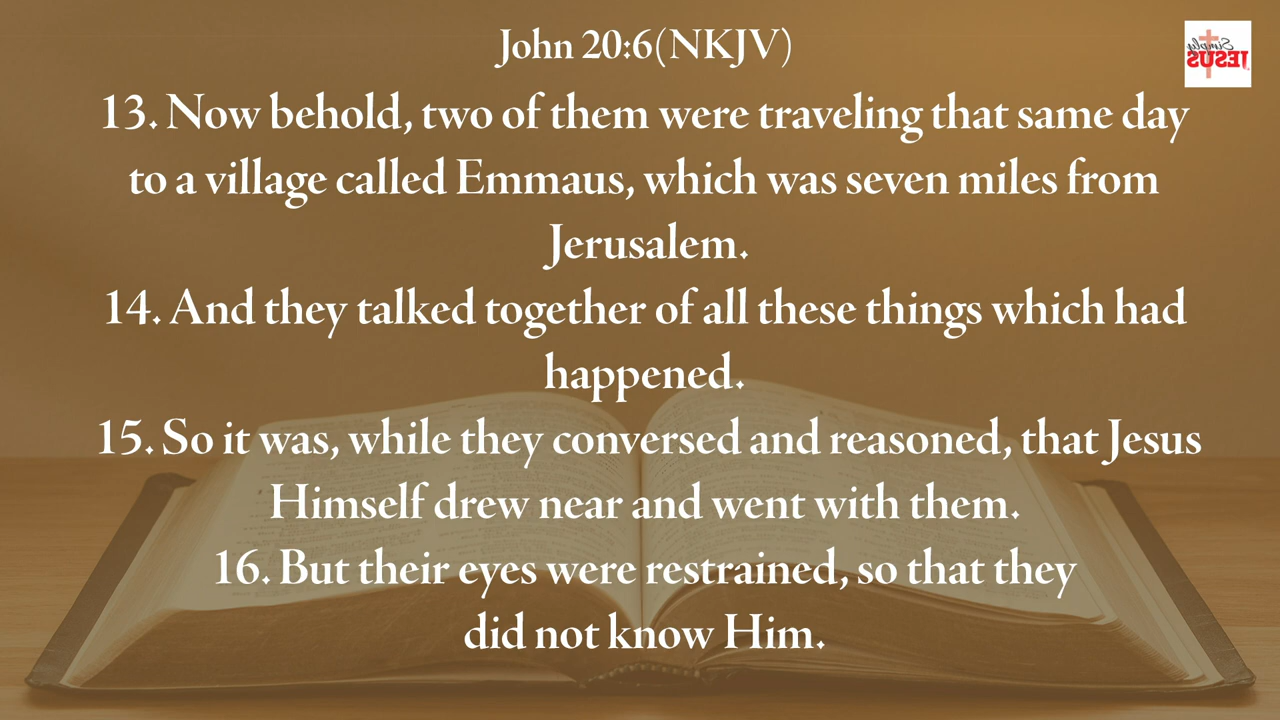 John 20:6(NKJV)
Simply
JESUS
13. Now behold, two of them were traveling that same day
to a village called Emmaus, which was seven miles from
Jerusalem.
14. And they talked together of all these things which had
happened.
15. So it was, while they conversed and reasoned, that Jesus
Himself drew near and went with them.
16. But their eyes were restrained, so that they
did not know Him.